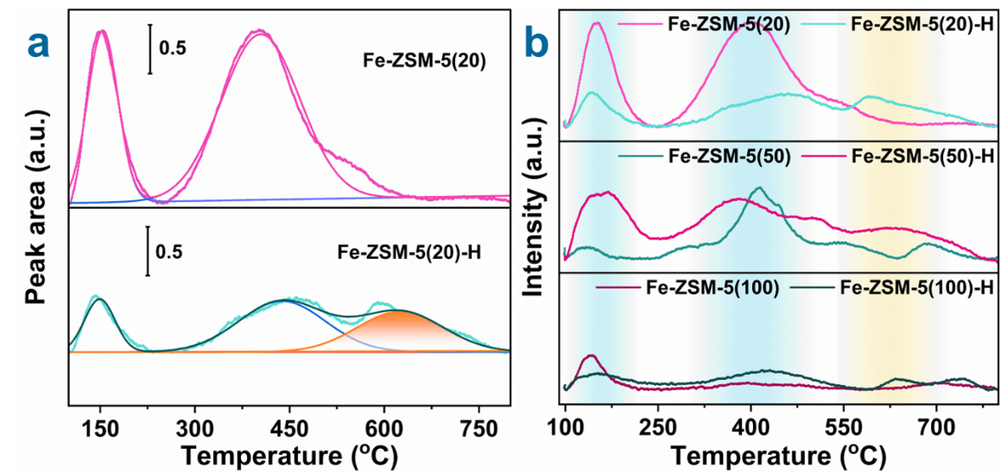 a
0.5
Fe-ZSM-5(20)
0.5
Fe-ZSM-5(20)-H
Peak area (a.u.)
150 300 450 600 750
Temperature (°C)
b
Fe-ZSM-5(20) Fe-ZSM-5(20)-H
Fe-ZSM-5(50) Fe-ZSM-5(50)-H
Fe-ZSM-5(100) Fe-ZSM-5(100)-H
Intensity (a.u.)
100 250 400 550 700
Temperature (°C)